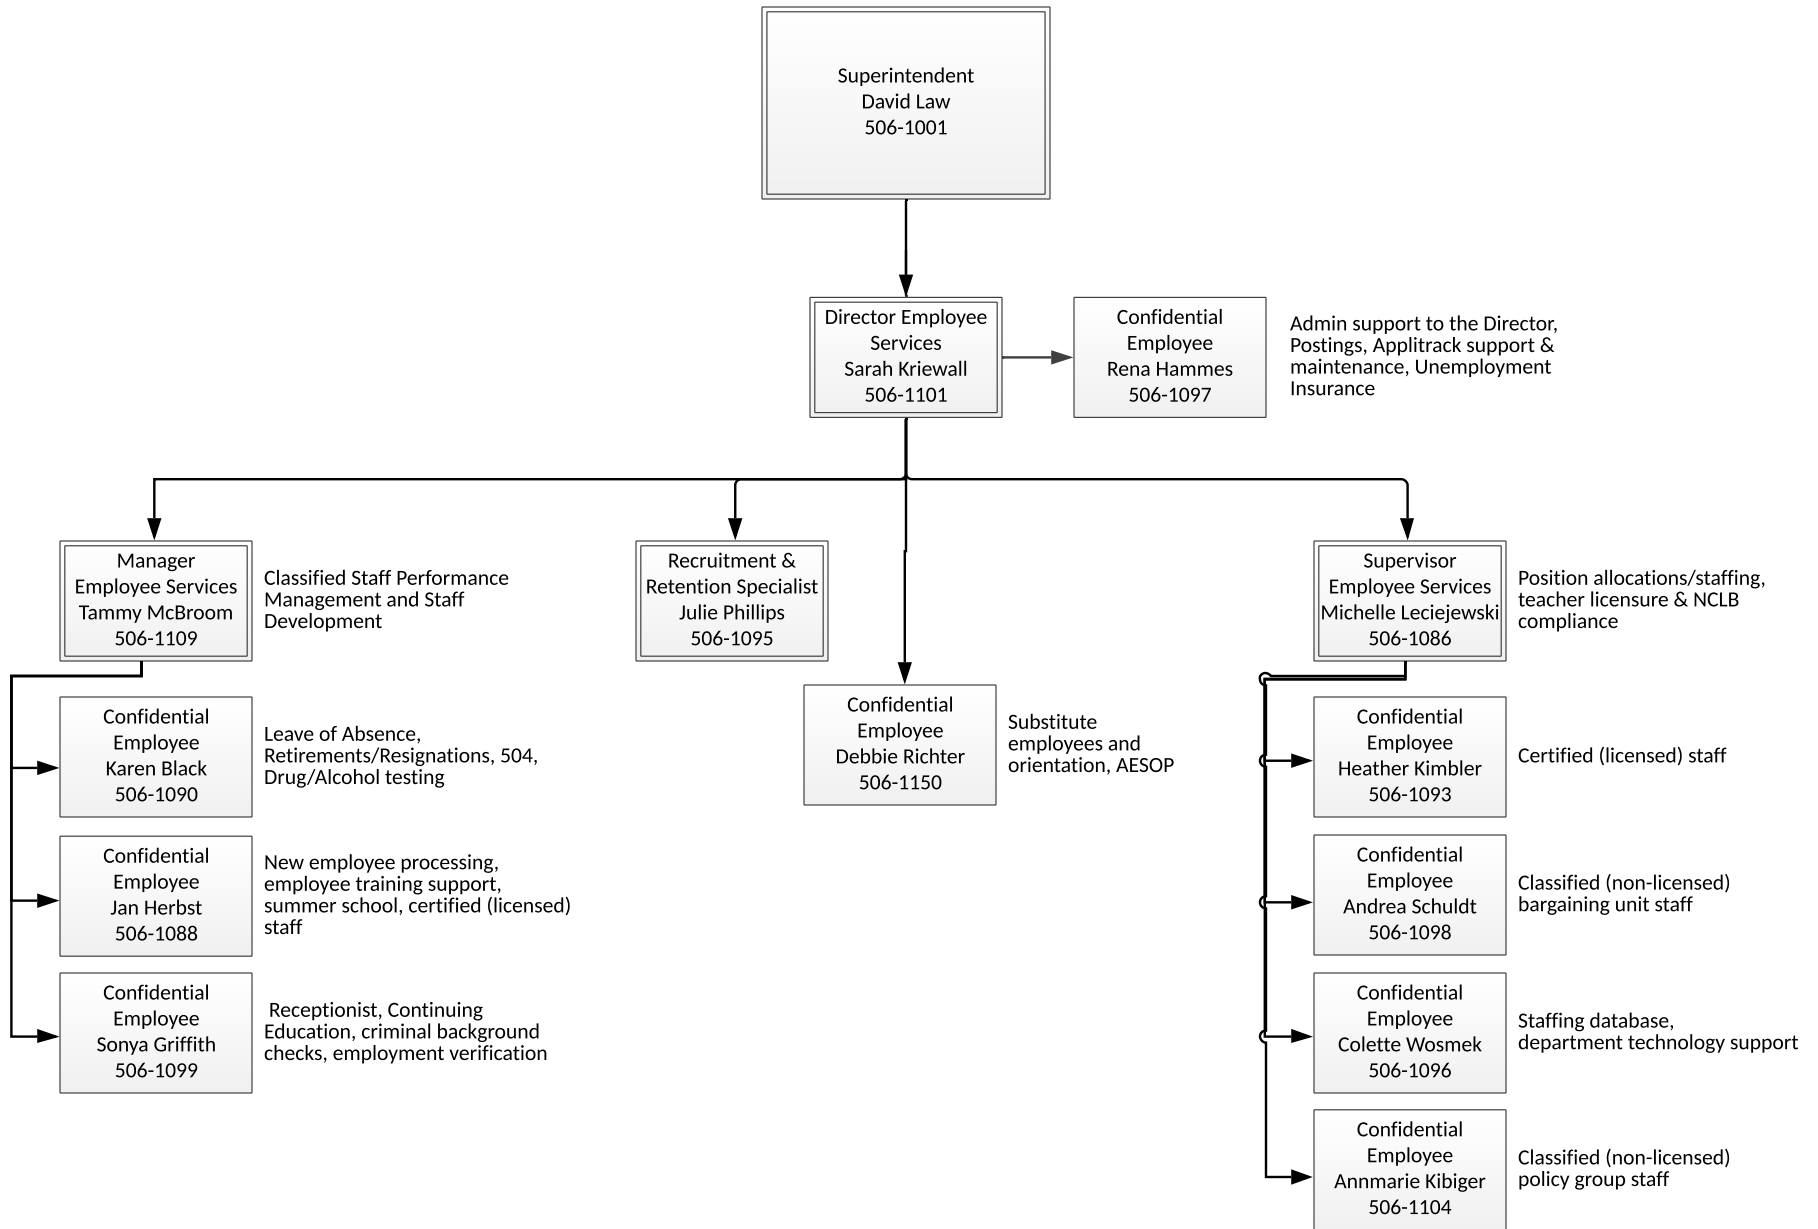 Superintendent
David Law
506-1001
Director Employee
Services
Sarah Kriewall
506-1101
Confidential
Employee
Rena Hammes
506-1097
Admin support to the Director,
Postings, Applitrack support &
maintenance, Unemployment
Insurance
Manager
Employee Services
Tammy McBroom
506-1109
Classified Staff Performance
Management and Staff
Development
Recruitment &
Retention Specialist
Julie Phillips
506-1095
Supervisor
Employee Services
Michelle Leciejewski
506-1086
Position allocations/staffing,
teacher licensure & NCLB
compliance
Confidential
Employee
Karen Black
506-1090
Leave of Absence,
Retirements/Resignations, 504,
Drug/Alcohol testing
Confidential
Employee
Debbie Richter
506-1150
Substitute
employees and
orientation, AESOP
Confidential
Employee
Heather Kimbler
506-1093
Certified (licensed) staff
Confidential
Employee
Jan Herbst
506-1088
New employee processing,
employee training support,
summer school, certified (licensed)
staff
Confidential
Employee
Andrea Schuldt
506-1098
Classified (non-licensed)
bargaining unit staff
Confidential
Employee
Sonya Griffith
506-1099
Receptionist, Continuing
Education, criminal background
checks, employment verification
Confidential
Employee
Colette Wosmek
506-1096
Staffing database,
department technology support
Confidential
Employee
Annmarie Kibiger
506-1104
Classified (non-licensed)
policy group staff